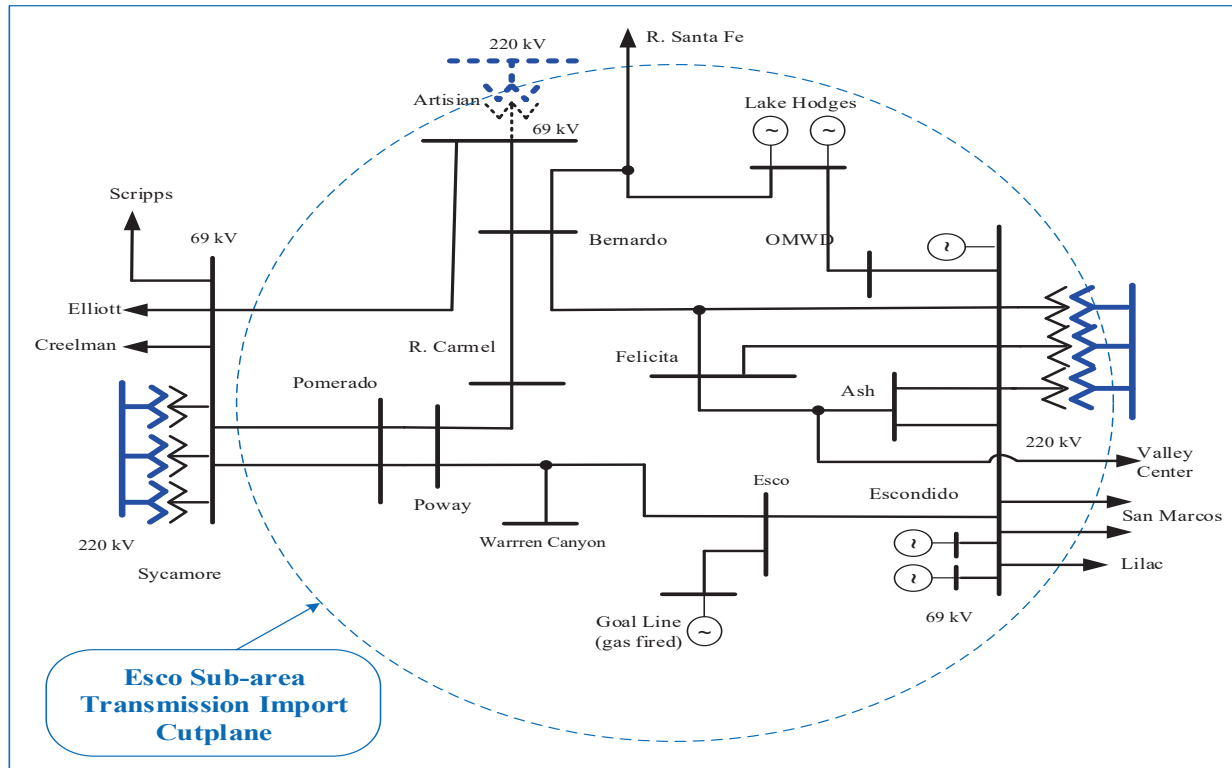 220 kV
R. Santa Fe
Artisian
Lake Hodges
69 kV
Scripps
69 kV
Bernardo
OMWD
Elliott
Creelman
R. Carmel
Felicita
Pomerado
Ash
220 kV
Valley
Center
Esco
Escondido
Poway
San Marcos
Warrren Canyon
220 kV
Sycamore
Lilac
Goal Line
(gas fired)
69 kV
Esco Sub-area
Transmission Import
Cutplane